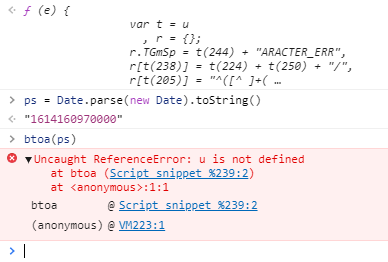 ƒ (e) {
var t = u
, r = {};
r.TGmSp = t(244) + "ARACTER_ERR",
r[t(238)] = t(224) + t(250) + "/",
r[t(205)] = "^([^ ]+( …
ps = Date.parse(new Date).toString()
"1614160970000"
btoa(ps)
▼Uncaught ReferenceError: u is not defined
at btoa (Script snippet %239:2)
at <anonymous>:1:1
btoa @ Script snippet %239:2
(anonymous) @ VM223:1